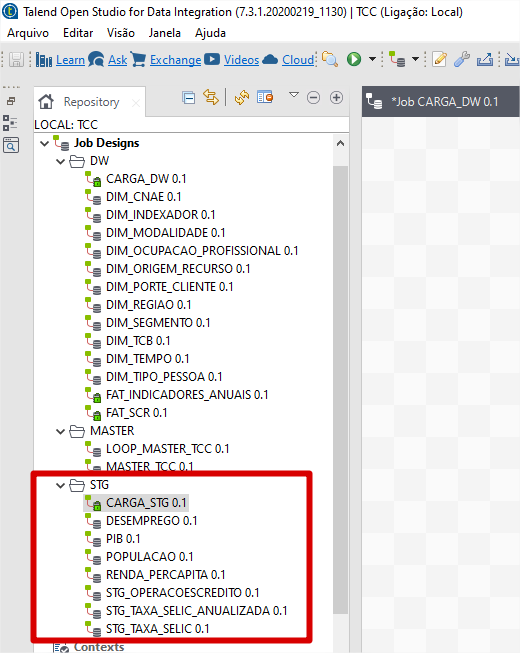 Talend Open Studio for Data Integration (7.3.1.20200219_1130) | TCC (Ligação: Local)
Arquivo Editar Visão Janela Ajuda
Learn Ask Exchange Videos Cloud
Repository
*Job CARGA_DW 0.1
LOCAL: TCC
Job Designs
DW
CARGA_DW 0.1
DIM_CNAE 0.1
DIM_INDEXADOR 0.1
DIM_MODALIDADE 0.1
DIM_OCUPACAO_PROFISSIONAL 0.1
DIM_ORIGEM_RECURSO 0.1
DIM_PORTE_CLIENTE 0.1
DIM_REGIAO 0.1
DIM_SEGMENTO 0.1
DIM_TCB 0.1
DIM_TEMPO 0.1
DIM_TIPO_PESSOA 0.1
FAT_INDICADORES_ANUAIS 0.1
FAT_SCR 0.1
MASTER
LOOP_MASTER_TCC 0.1
MASTER_TCC 0.1
STG
CARGA_STG 0.1
DESEMPREGO 0.1
PIB 0.1
POPULACAO 0.1
RENDA_PERCAPITA 0.1
STG_OPERACOESCREDITO 0.1
STG_TAXA_SELIC_ANUALIZADA 0.1
STG_TAXA_SELIC 0.1
Contexts